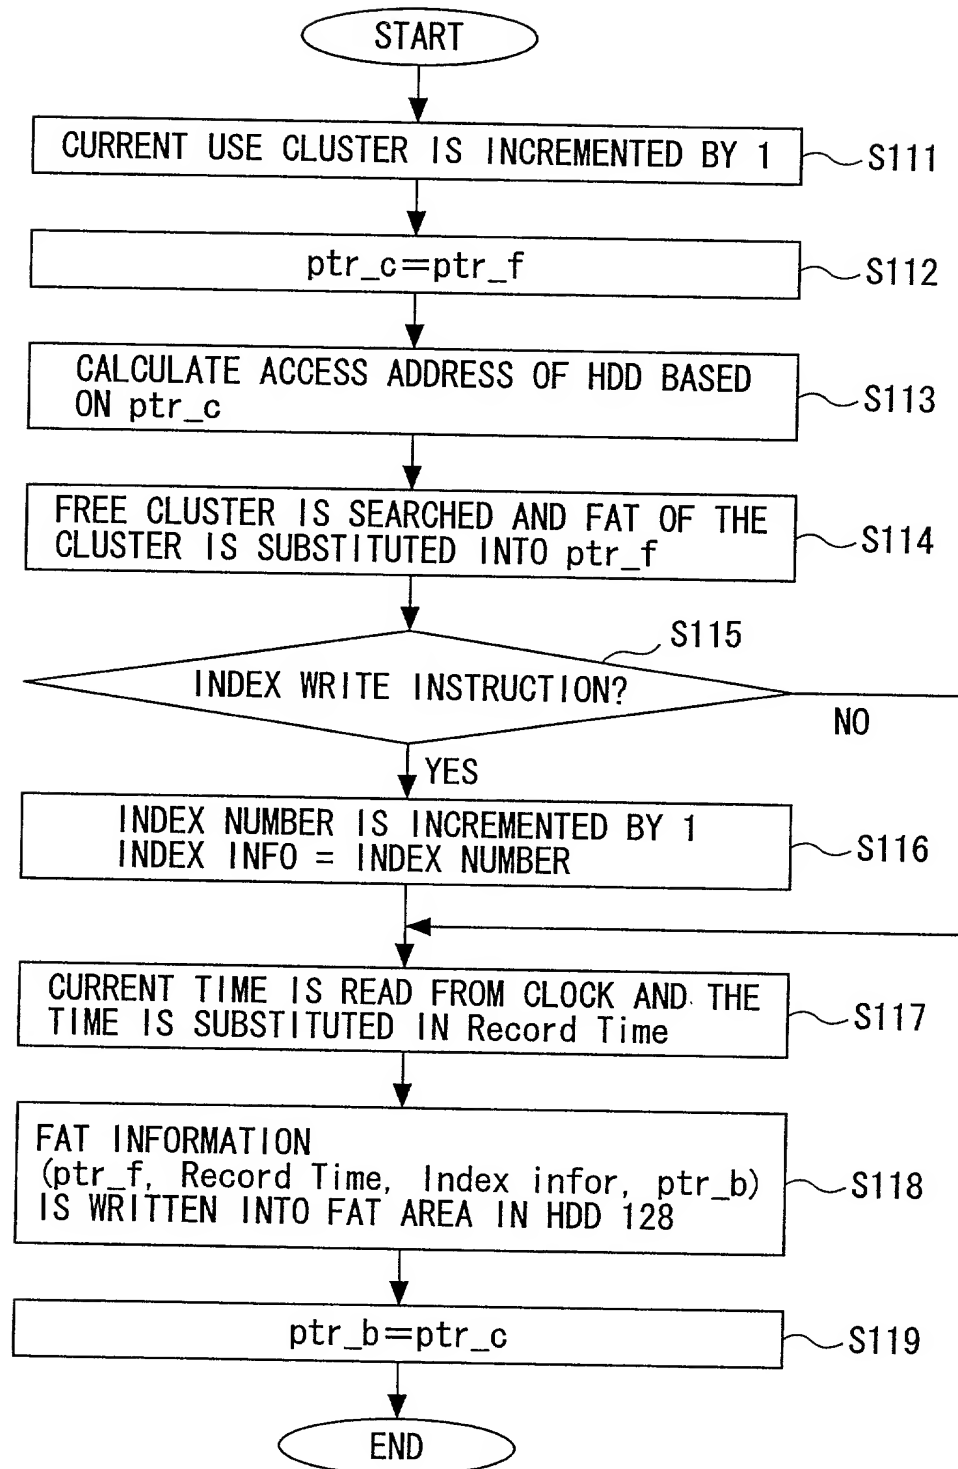 START
CURRENT USE CLUSTER IS INCREMENTED BY 1
S111
ptr_c=ptr_f
S112
CALCULATE ACCESS ADDRESS OF HDD BASED
ON ptr_c
S113
FREE CLUSTER IS SEARCHED AND FAT OF THE
CLUSTER IS SUBSTITUTED INTO ptr_f
S114
S115
INDEX WRITE INSTRUCTION?
NO
YES
INDEX NUMBER IS INCREMENTED BY 1
INDEX INFO = INDEX NUMBER
S116
CURRENT TIME IS READ FROM CLOCK AND THE
TIME IS SUBSTITUTED IN Record Time
S117
FAT INFORMATION
(ptr_f, Record Time, Index infor, ptr_b)
IS WRITTEN INTO FAT AREA IN HDD 128
S118
ptr_b=ptr_c
S119
END